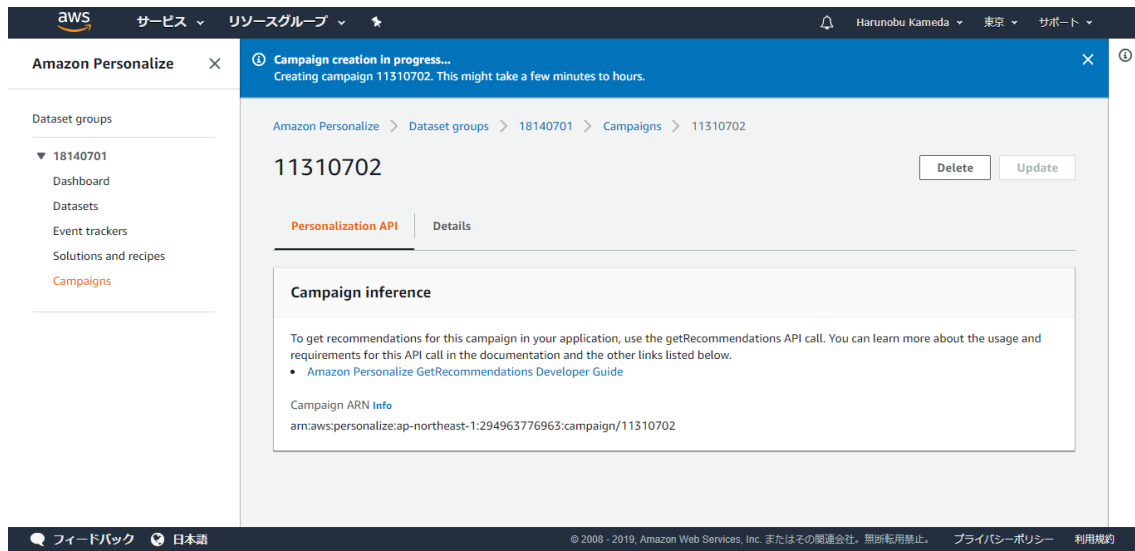 aws
サービス
リソースグループ
Harunobu Kameda
東京
サポート
Amazon Personalize
Campaign creation in progress...
Creating campaign 11310702. This might take a few minutes to hours.
Dataset groups
18140701
Dashboard
Datasets
Event trackers
Solutions and recipes
Campaigns
Amazon Personalize > Dataset groups > 18140701 > Campaigns > 11310702
11310702
Delete
Update
Personalization API
Details
Campaign inference
To get recommendations for this campaign in your application, use the getRecommendations API call. You can learn more about the usage and
requirements for this API call in the documentation and the other links listed below.
• Amazon Personalize GetRecommendations Developer Guide
Campaign ARN Info
arn:aws:personalize:ap-northeast-1:294963776963:campaign/11310702
フィードバック
日本語
© 2008 - 2019, Amazon Web Services, Inc. またはその関連会社。無断転用禁止。
プライバシーポリシー
利用規約